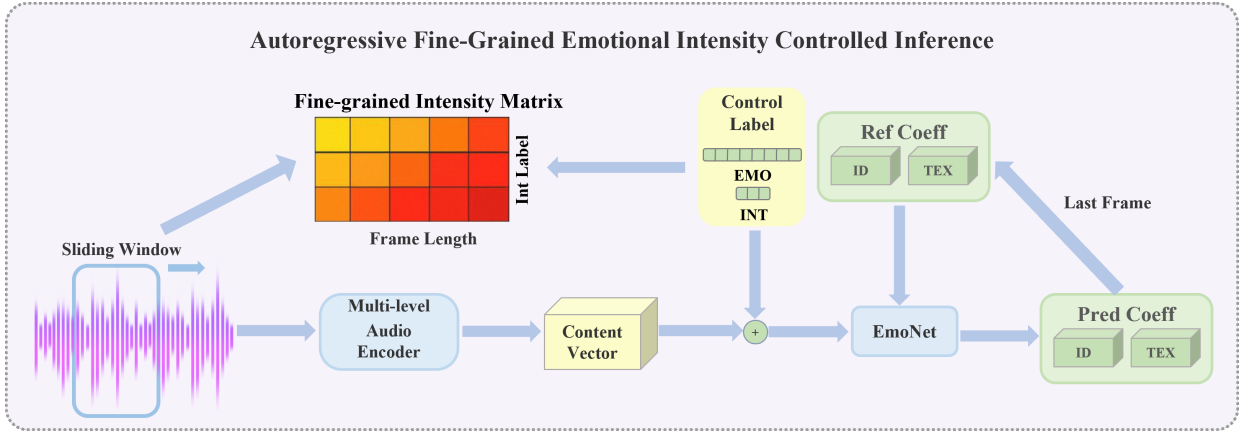 Autoregressive Fine-Grained Emotional Intensity Controlled Inference
Fine-grained Intensity Matrix
Int Label
Frame Length
Control
Label
EMO
INT
Ref Coeff
ID
TEX
Last Frame
Sliding Window
Multi-level
Audio
Encoder
Content
Vector
+
EmoNet
Pred Coeff
ID
TEX